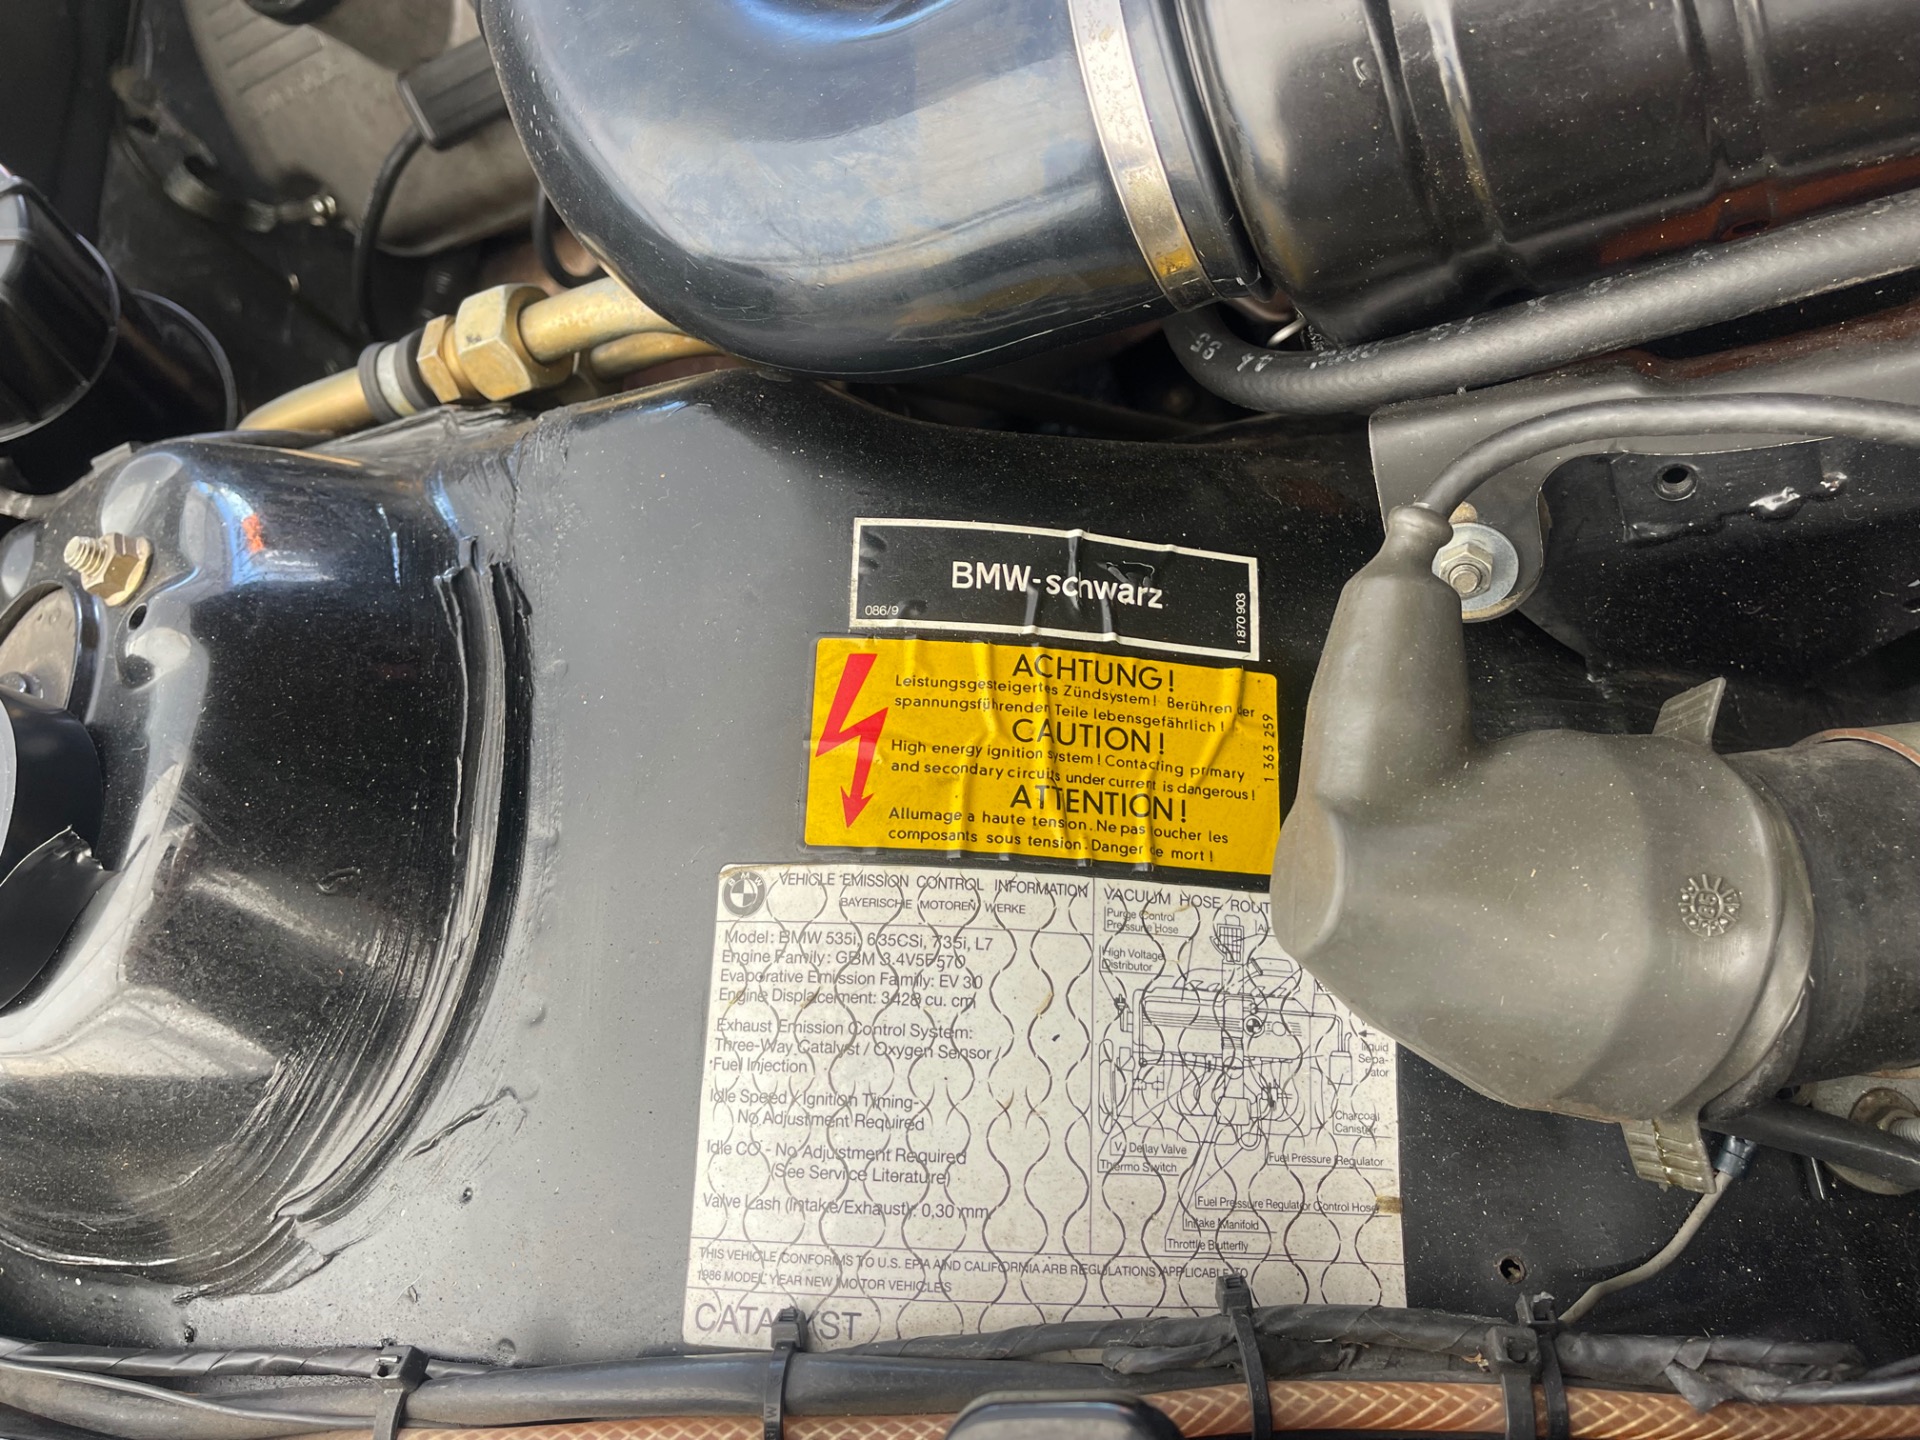 BMW-schwarz
086/9
1 870 903
ACHTUNG!
Leistungsgesteigertes Zündsystem! Berühren der
spannungsführenden Teile lebensgefährlich!
CAUTION!
High energy ignition system! Contacting primary
and secondary circuits under current is dangerous!
ATTENTION!
Allumage a haute tension. Ne pas toucher les
composants sous tension. Danger de mort!
1 363 259
BMW
VEHICLE EMISSION CONTROL INFORMATION
BAYERISCHE MOTOREN WERKE
Model: BMW 535i, 635CSi, 735i, L7
Engine Family: GBM 3.4V5F570
Evaporative Emission Family: EV 30
Engine Displacement: 3428 cu. cm
Exhaust Emission Control System:
Three-Way Catalyst / Oxygen Sensor
Fuel Injection
Idle Speed / Ignition Timing-
No Adjustment Required
Idle CO - No Adjustment Required
(See Service Literature)
Valve Lash (Intake/Exhaust): 0,30 mm
VACUUM HOSE ROUT
Purge Control
Pressure Hose
High Voltage
Distributor
liquid
Sepa-
rator
Charcoal
Canister
V, Delay Valve
Thermo Switch
Fuel Pressure Regulator
Fuel Pressure Regulator Control Hose
Intake Manifold
Throttle Butterfly
THIS VEHICLE CONFORMS TO U.S. EPA AND CALIFORNIA ARB REGULATIONS APPLICABLE TO
1986 MODEL YEAR NEW MOTOR VEHICLES
CATALYST